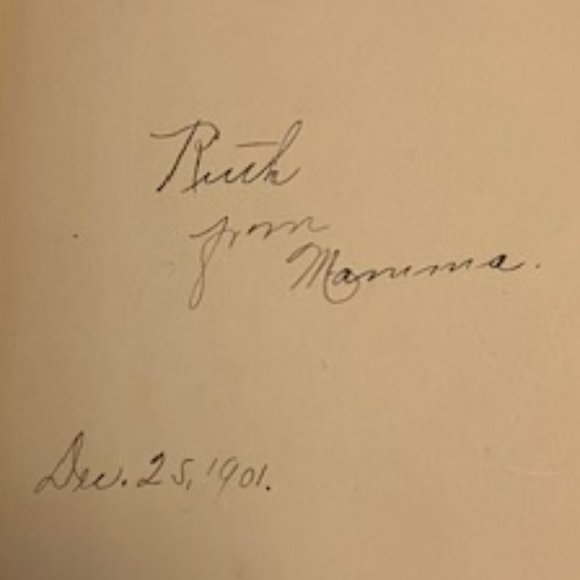 Ruth
from
Mamma.
Dec. 25, 1901.